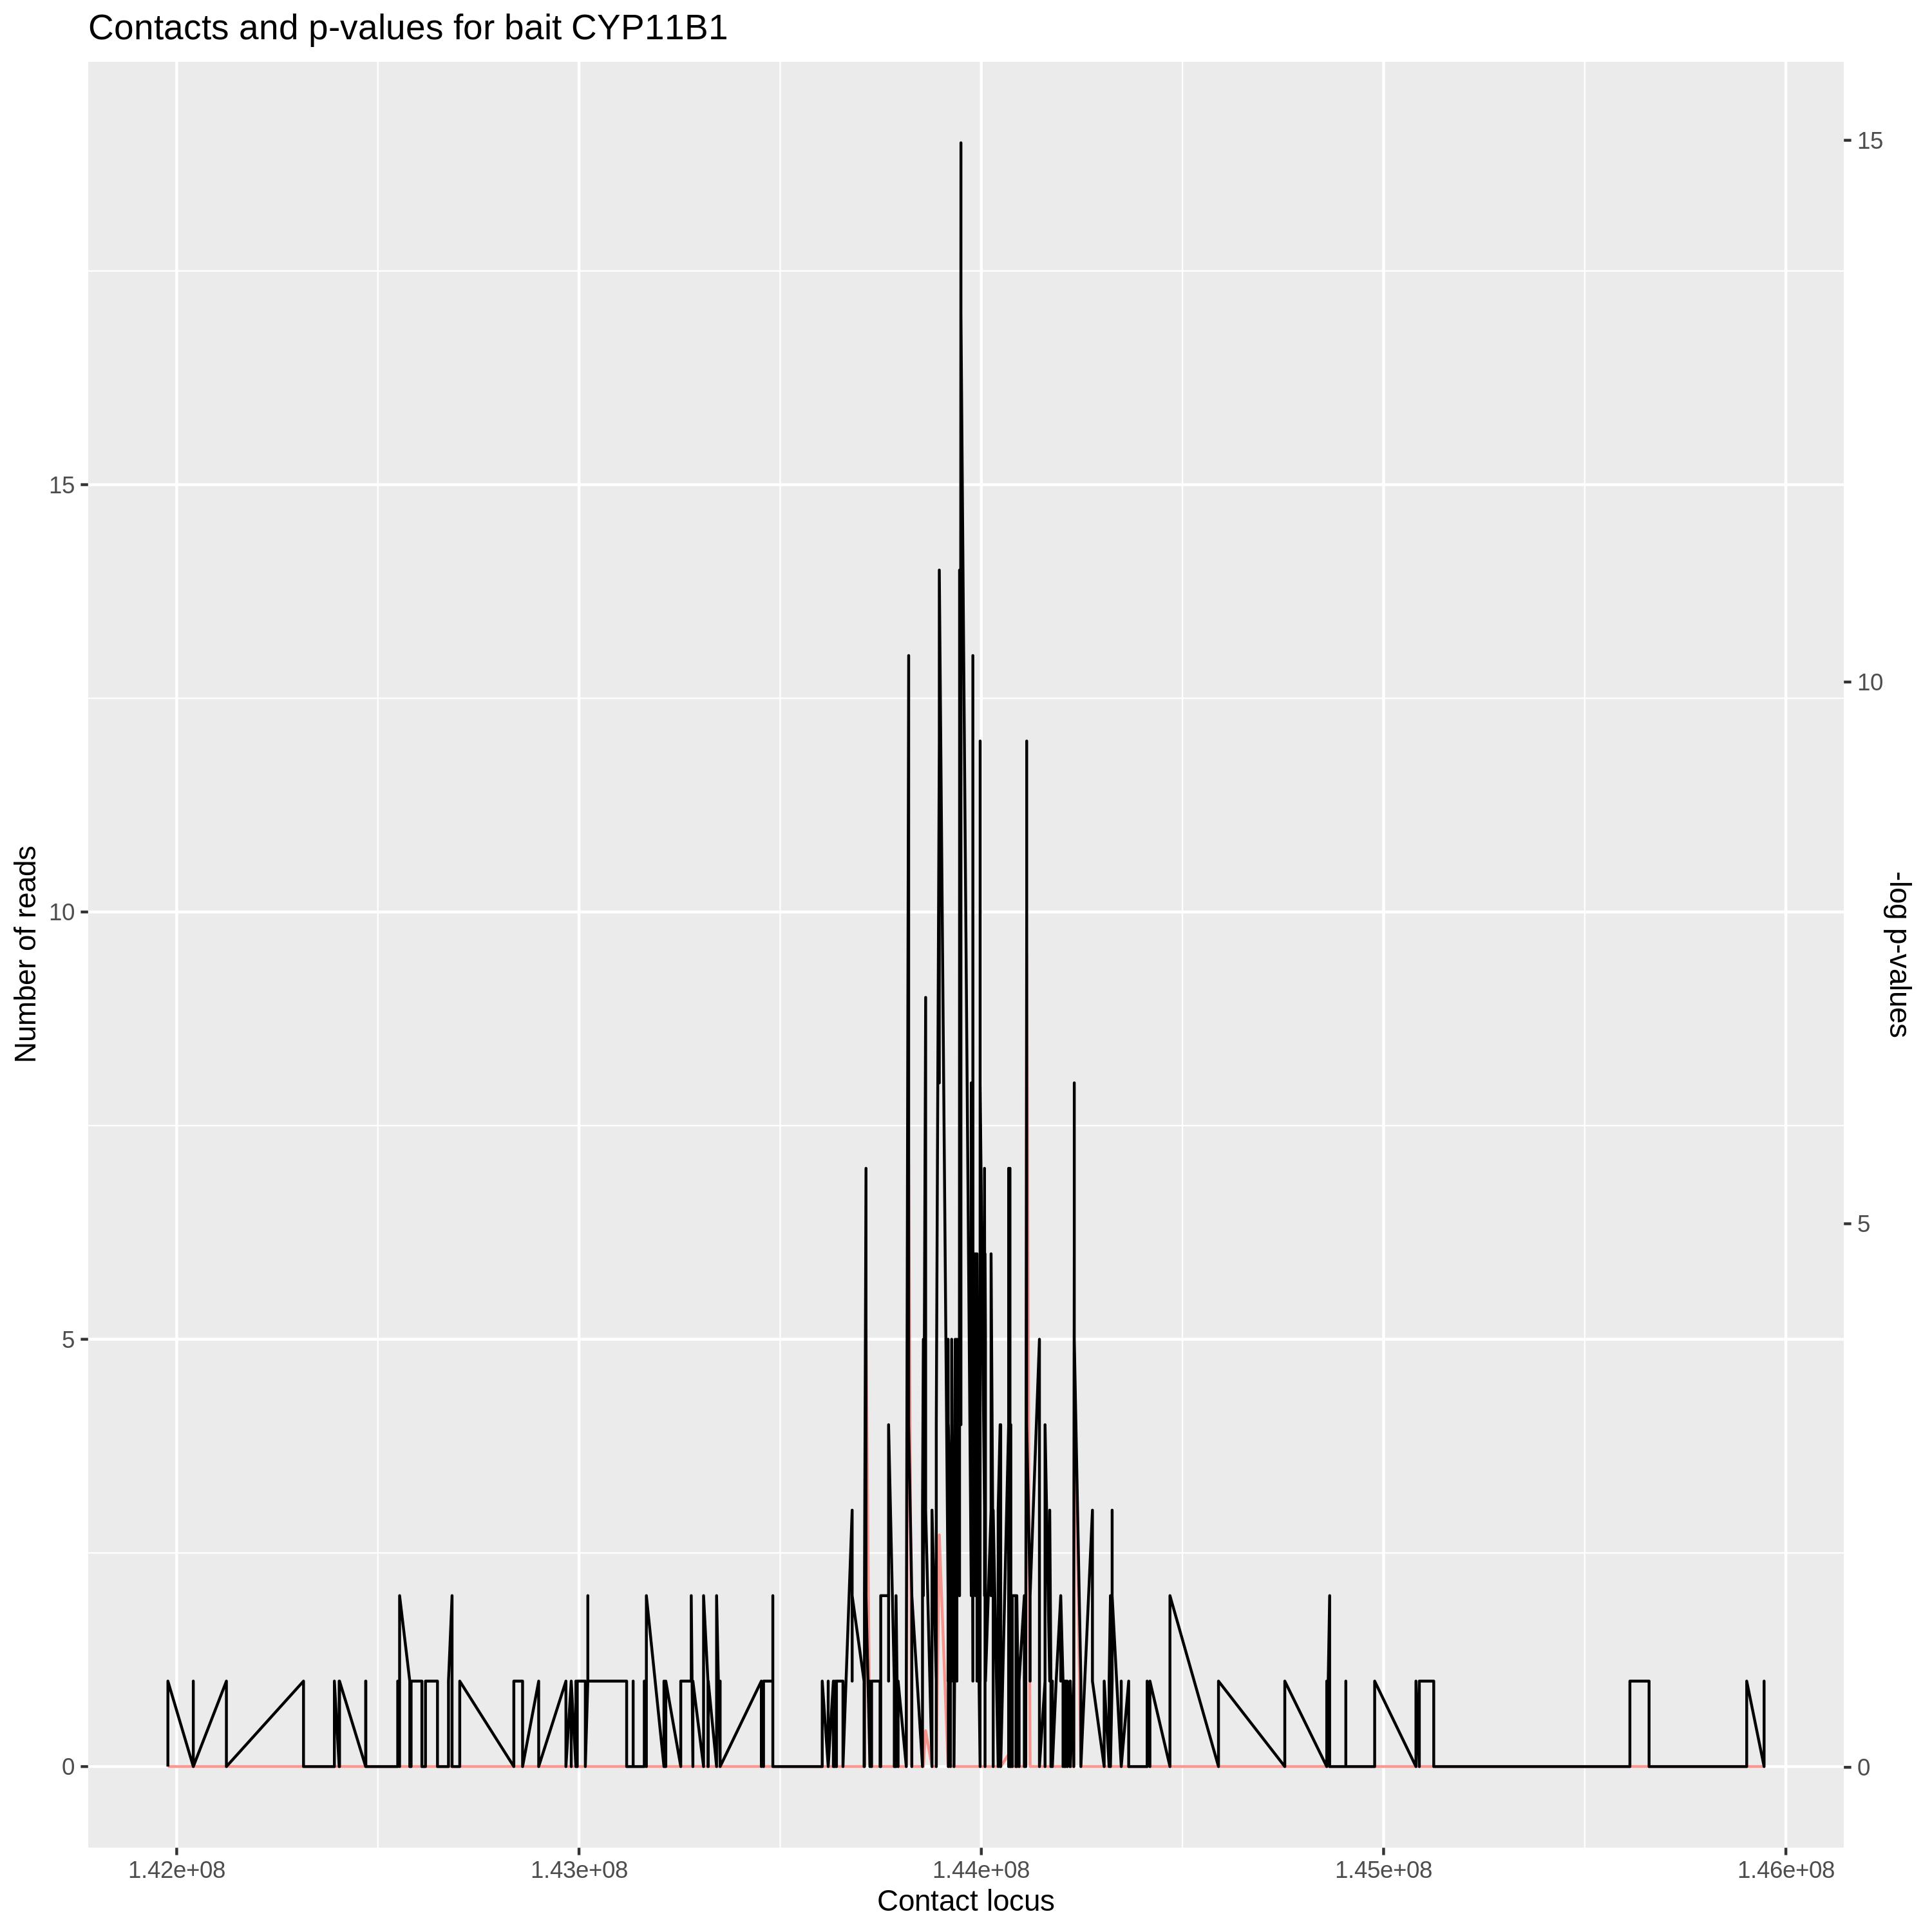 Contacts and p-values for bait CYP11B1
15
10
5
0
Number of reads
15
10
5
0
-log p-values
1.42e+08 1.43e+08 1.44e+08 1.45e+08 1.46e+08
Contact locus